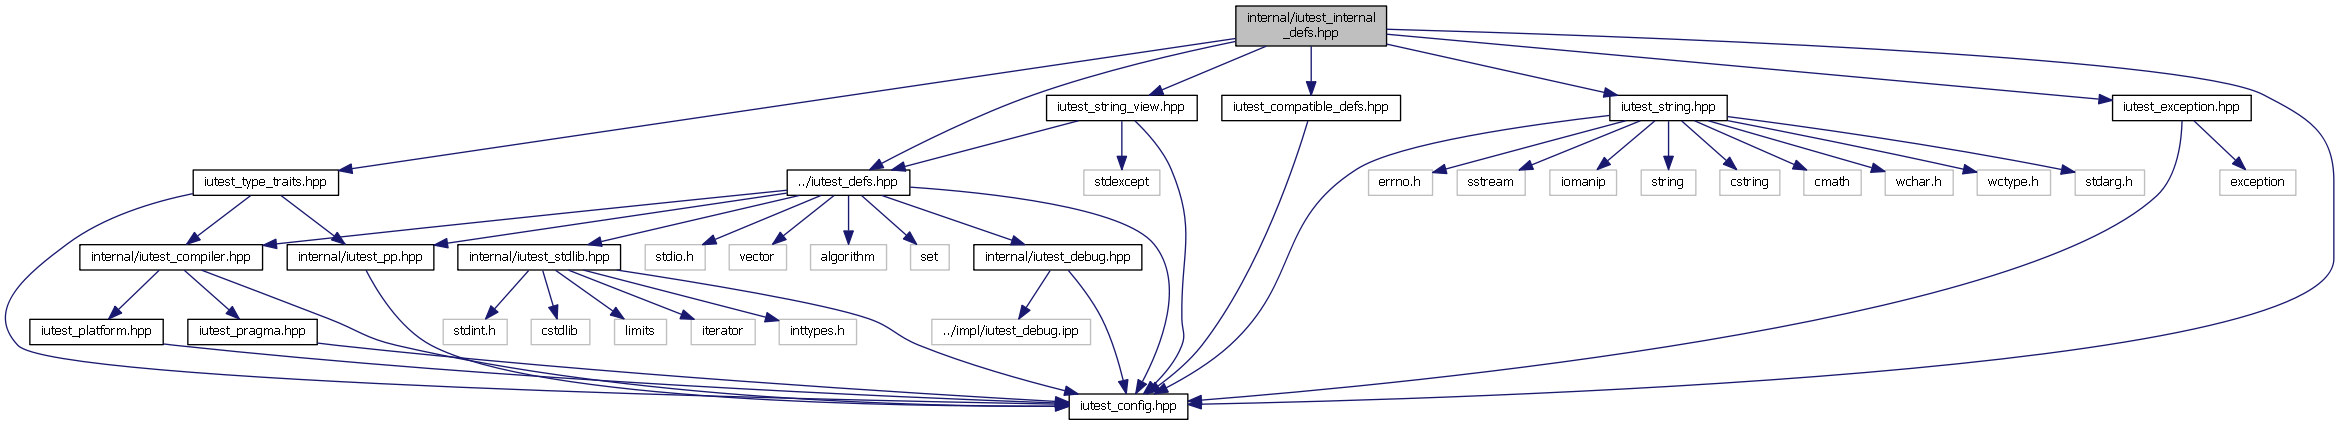 internal/iutest_internal
_defs.hpp
iutest_string_view.hpp
iutest_compatible_defs.hpp
iutest_string.hpp
iutest_exception.hpp
iutest_type_traits.hpp
../iutest_defs.hpp
stdexcept
errno.h
sstream
iomanip
string
cstring
cmath
wchar.h
wctype.h
stdarg.h
exception
internal/iutest_compiler.hpp
internal/iutest_pp.hpp
internal/iutest_stdlib.hpp
stdio.h
vector
algorithm
set
internal/iutest_debug.hpp
iutest_platform.hpp
iutest_pragma.hpp
stdint.h
cstdlib
limits
iterator
inttypes.h
../impl/iutest_debug.ipp
iutest_config.hpp